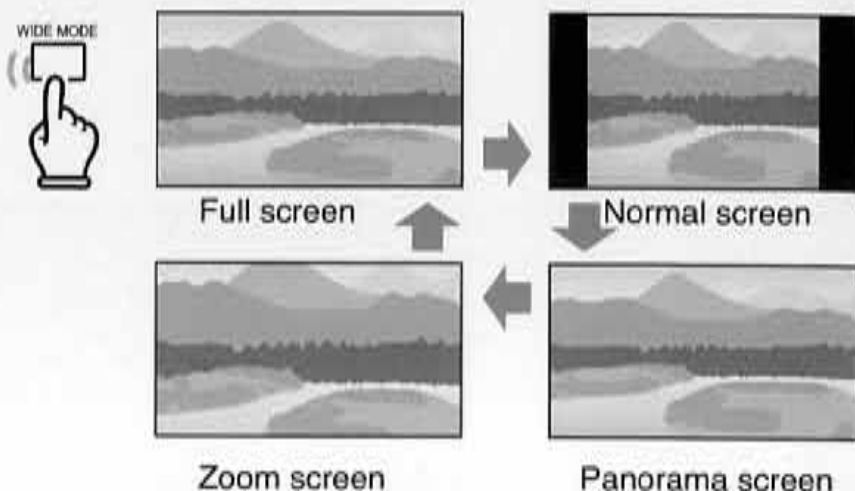 WIDE MODE
Full screen
Normal screen
Zoom screen
Panorama screen